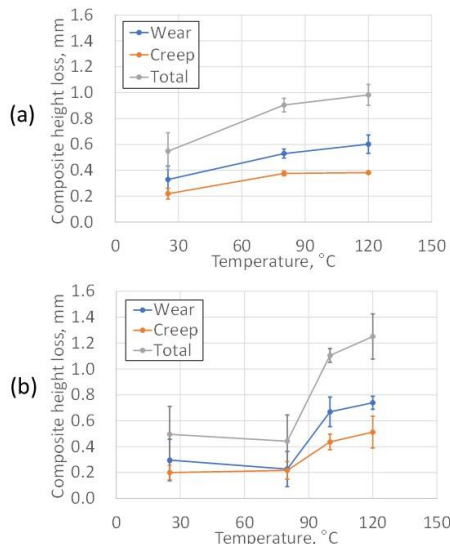 (a)
Composite height loss, mm
1.6
1.4
1.2
1.0
0.8
0.6
0.4
0.2
0.0
Wear
Creep
Total
0 30 60 90 120 150
Temperature, °C
(b)
Composite height loss, mm
1.6
1.4
1.2
1.0
0.8
0.6
0.4
0.2
0.0
Wear
Creep
Total
0 30 60 90 120 150
Temperature, °C